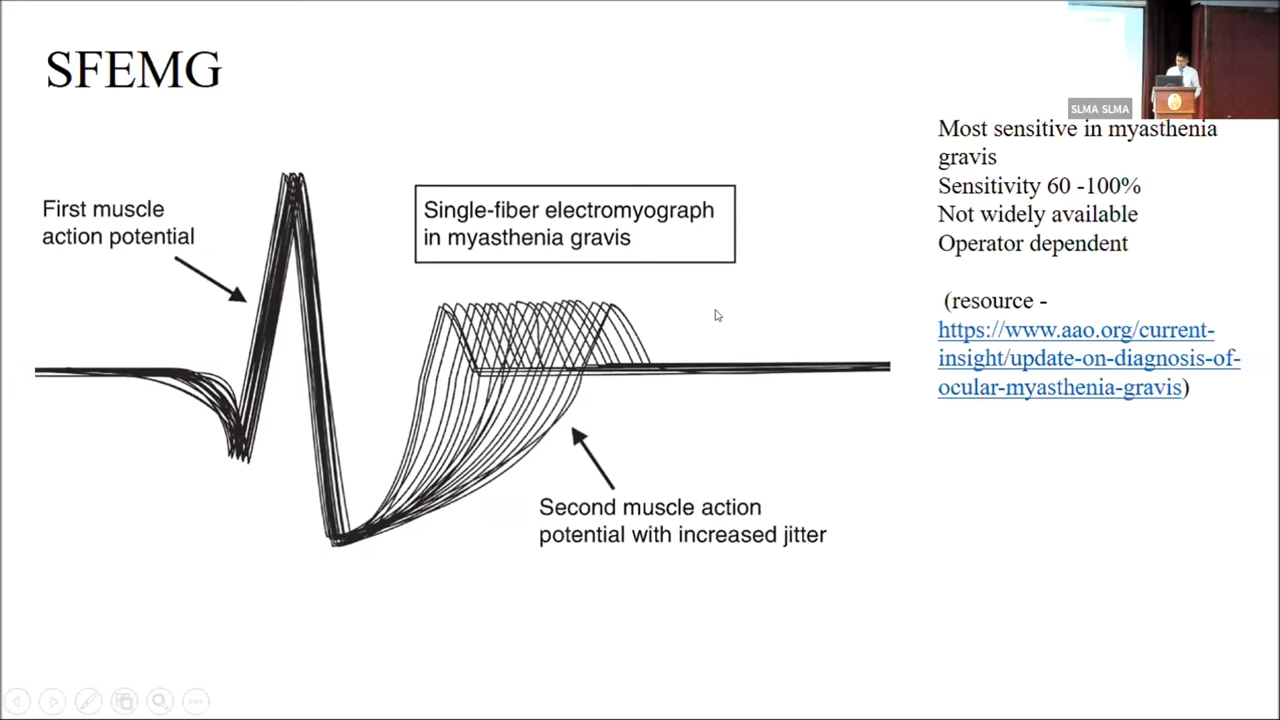 SFEMG
SLMA SLMA
First muscle
action potential
Single-fiber electromyograph
in myasthenia gravis
Second muscle action
potential with increased jitter
Most sensitive in myasthenia
gravis
Sensitivity 60 -100%
Not widely available
Operator dependent
(resource -
https://www.aao.org/current-
insight/update-on-diagnosis-of-
ocular-myasthenia-gravis)